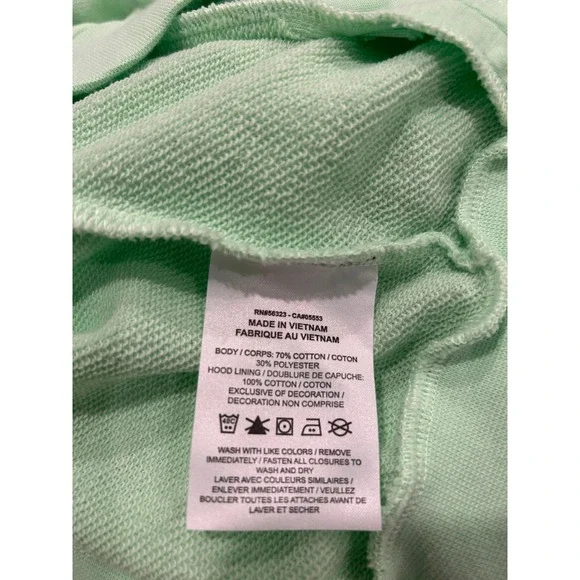 RN#56323 - CA#05553
MADE IN VIETNAM
FABRIQUE AU VIETNAM
BODY / CORPS: 70% COTTON / COTON
30% POLYESTER
HOOD LINING / DOUBLURE DE CAPUCHE:
100% COTTON / COTON
EXCLUSIVE OF DECORATION /
DECORATION NON COMPRISE
40C
WASH WITH LIKE COLORS / REMOVE
IMMEDIATELY / FASTEN ALL CLOSURES TO
WASH AND DRY
LAVER AVEC COULEURS SIMILAIRES /
ENLEVER IMMÉDIATEMENT / VEUILLEZ
BOUCLER TOUTES LES ATTACHES AVANT DE
LAVER ET SECHER